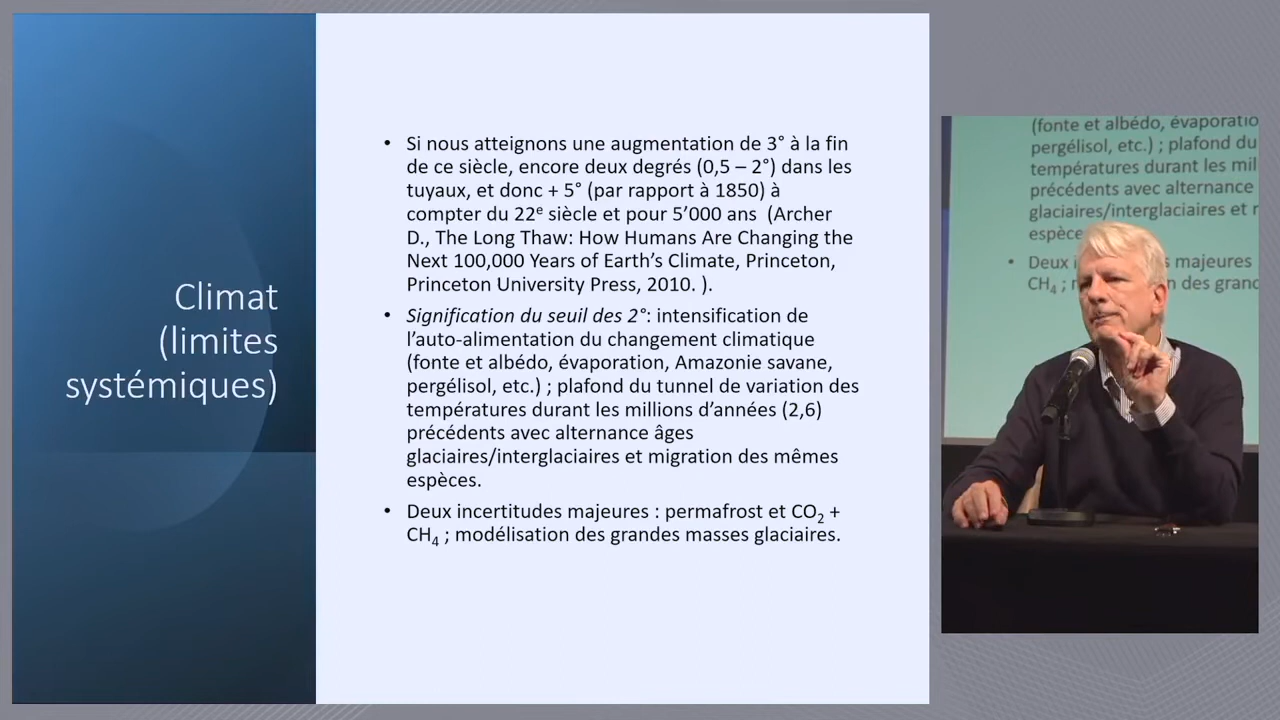 Climat
(limites
systémiques)
• Si nous atteignons une augmentation de 3° à la fin
de ce siècle, encore deux degrés (0,5 – 2°) dans les
tuyaux, et donc + 5° (par rapport à 1850) à
compter du 22e siècle et pour 5’000 ans (Archer
D., The Long Thaw: How Humans Are Changing the
Next 100,000 Years of Earth’s Climate, Princeton,
Princeton University Press, 2010. ).
• Signification du seuil des 2°: intensification de
l’auto-alimentation du changement climatique
(fonte et albédo, évaporation, Amazonie savane,
pergélisol, etc.) ; plafond du tunnel de variation des
températures durant les millions d’années (2,6)
précédents avec alternance âges
glaciaires/interglaciaires et migration des mêmes
espèces.
• Deux incertitudes majeures : permafrost et CO2 +
CH4 ; modélisation des grandes masses glaciaires.
(fonte et albédo, évaporatio
pergélisol, etc.) ; plafond du
températures durant les mil
précédents avec alternance
glaciaires/interglaciaires et
espèce
• Deux majeures
CH4 ; des grand